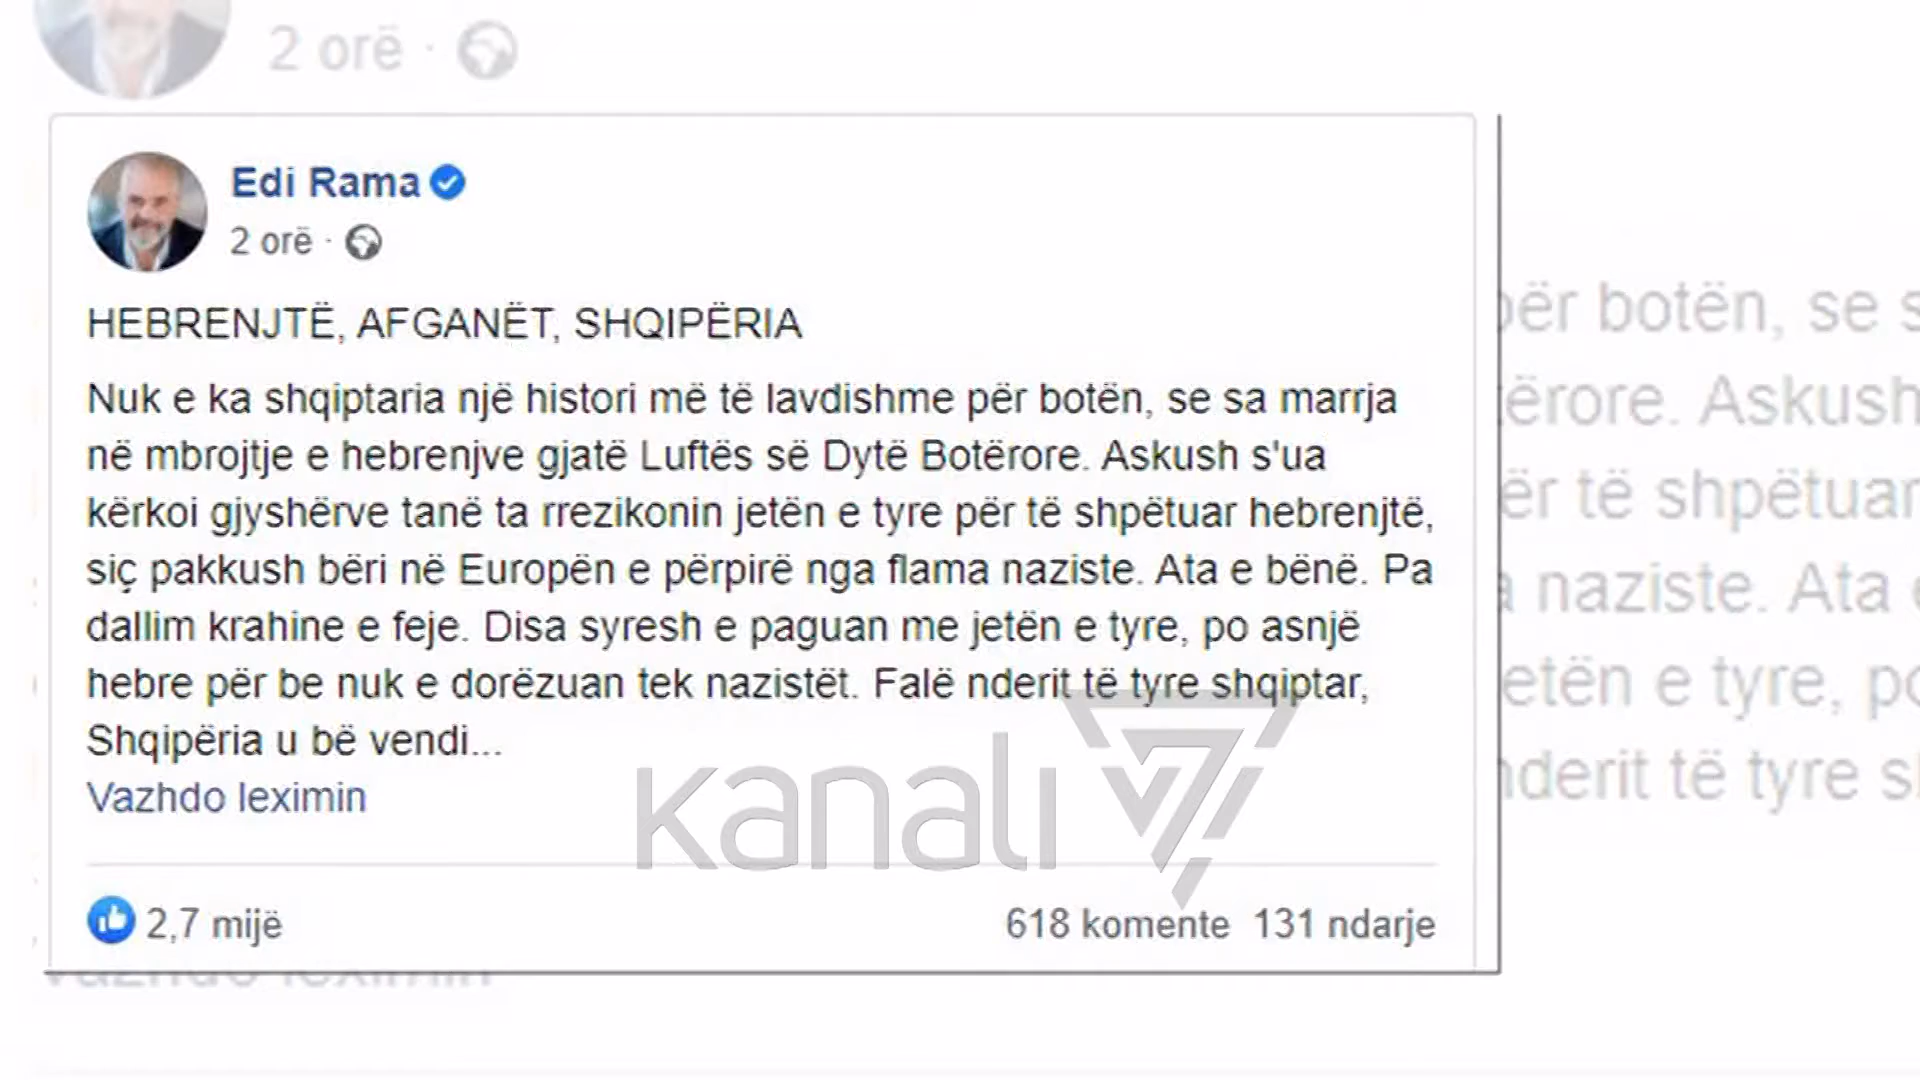 2 orë ·
Edi Rama
2 orë ·
HEBRENJTË, AFGANËT, SHQIPËRIA
Nuk e ka shqiptaria një histori më të lavdishme për botën, se sa marrja
në mbrojtje e hebrenjve gjatë Luftës së Dytë Botërore. Askush s'ua
kërkoi gjyshërve tanë ta rrezikonin jetën e tyre për të shpëtuar hebrenjtë,
siç pakkush bëri në Europën e përpirë nga flama naziste. Ata e bënë. Pa
dallim krahine e feje. Disa syresh e paguan me jetën e tyre, po asnjë
hebre për be nuk e dorëzuan tek nazistët. Falë nderit të tyre shqiptar,
Shqipëria u bë vendi...
Vazhdo leximin
kanali 7
2,7 mijë
618 komente 131 ndarje
për botën, se s
tërore. Askush
ër të shpëtuar
a naziste. Ata e
jetën e tyre, po
nderit të tyre sh
Vazhdo leximin